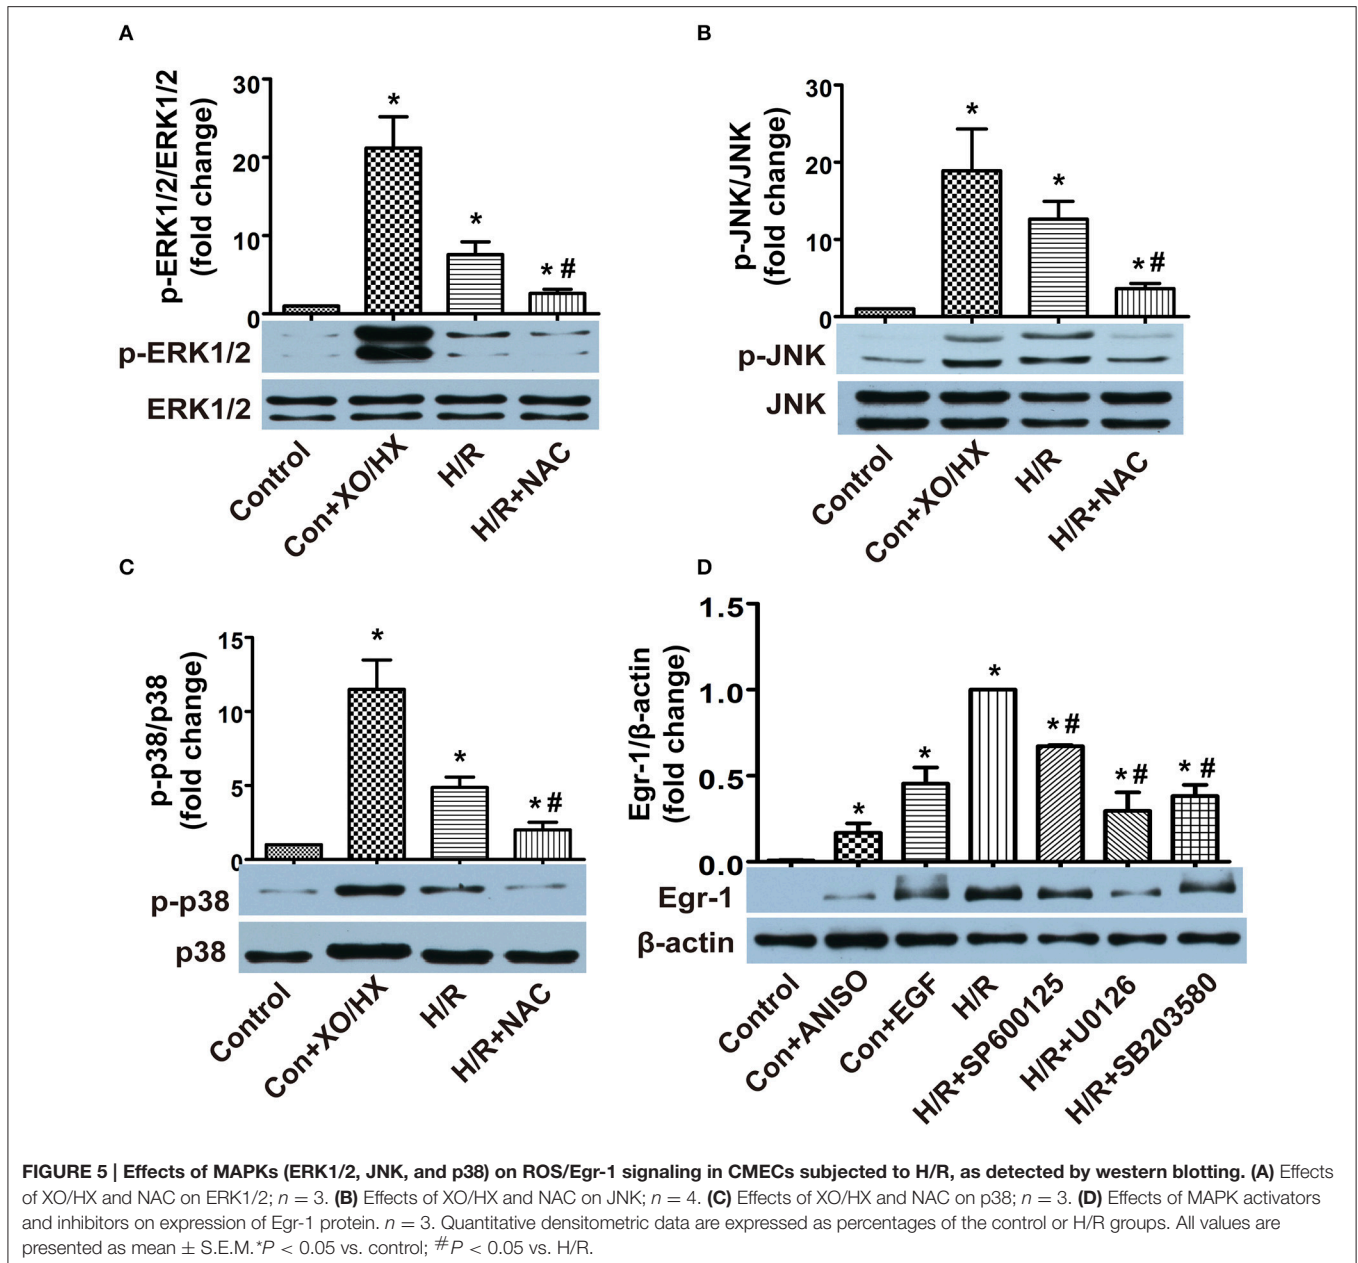 A
p-ERK1/2/ERK1/2
(fold change)
30
20
10
0
*
*
* #
p-ERK1/2
ERK1/2
Control
Con+XO/HX
H/R
H/R+NAC
B
p-JNK/JNK
(fold change)
30
20
10
0
*
*
* #
p-JNK
JNK
Control
Con+XO/HX
H/R
H/R+NAC
C
p-p38/p38
(fold change)
15
10
5
0
*
*
* #
p-p38
p38
Control
Con+XO/HX
H/R
H/R+NAC
D
Egr-1/β-actin
(fold change)
1.5
1.0
0.5
0.0
*
*
*
* #
* #
* #
Egr-1
β-actin
Control
Con+ANISO
Con+EGF
H/R
H/R+SP600125
H/R+U0126
H/R+SB203580
FIGURE 5 | Effects of MAPKs (ERK1/2, JNK, and p38) on ROS/Egr-1 signaling in CMECs subjected to H/R, as detected by western blotting. (A) Effects
of XO/HX and NAC on ERK1/2; n = 3. (B) Effects of XO/HX and NAC on JNK; n = 4. (C) Effects of XO/HX and NAC on p38; n = 3. (D) Effects of MAPK activators
and inhibitors on expression of Egr-1 protein. n = 3. Quantitative densitometric data are expressed as percentages of the control or H/R groups. All values are
presented as mean ± S.E.M.*P < 0.05 vs. control; #P < 0.05 vs. H/R.